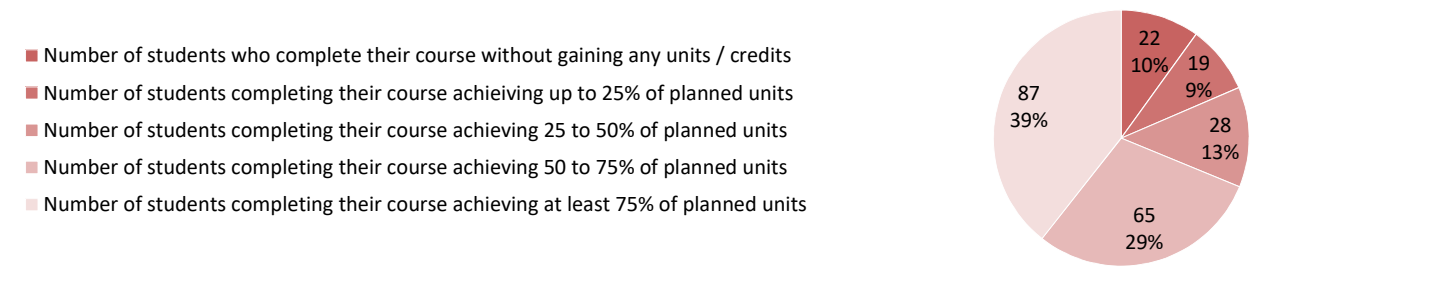 Number of students who complete their course without gaining any units / credits
Number of students completing their course achieiving up to 25% of planned units
Number of students completing their course achieving 25 to 50% of planned units
Number of students completing their course achieving 50 to 75% of planned units
Number of students completing their course achieving at least 75% of planned units
22
10%
19
9%
28
13%
65
29%
87
39%